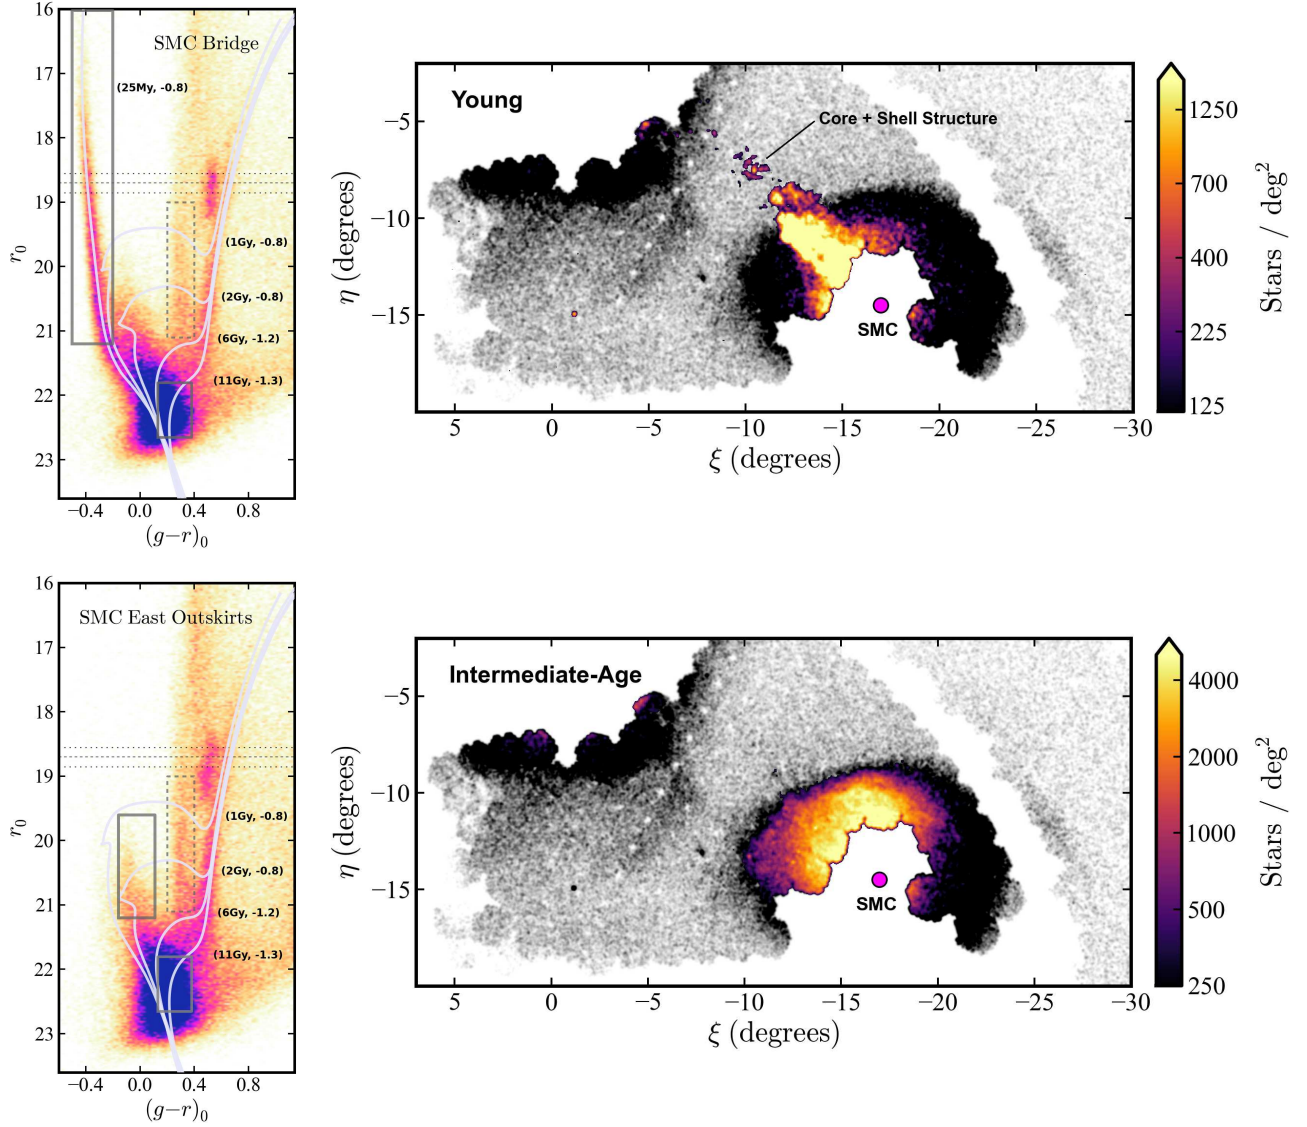 16
17
18
19
20
21
22
23
r₀
SMC Bridge
(25My, -0.8)
(1Gy, -0.8)
(2Gy, -0.8)
(6Gy, -1.2)
(11Gy, -1.3)
−0.4 0.0 0.4 0.8
(g−r)₀
Young
Core + Shell Structure
SMC
−5
−10
−15
η (degrees)
5 0 −5 −10 −15 −20 −25 −30
ξ (degrees)
1250
700
400
225
125
Stars / deg²
16
17
18
19
20
21
22
23
r₀
SMC East Outskirts
(1Gy, -0.8)
(2Gy, -0.8)
(6Gy, -1.2)
(11Gy, -1.3)
−0.4 0.0 0.4 0.8
(g−r)₀
Intermediate-Age
SMC
−5
−10
−15
η (degrees)
5 0 −5 −10 −15 −20 −25 −30
ξ (degrees)
4000
2000
1000
500
250
Stars / deg²